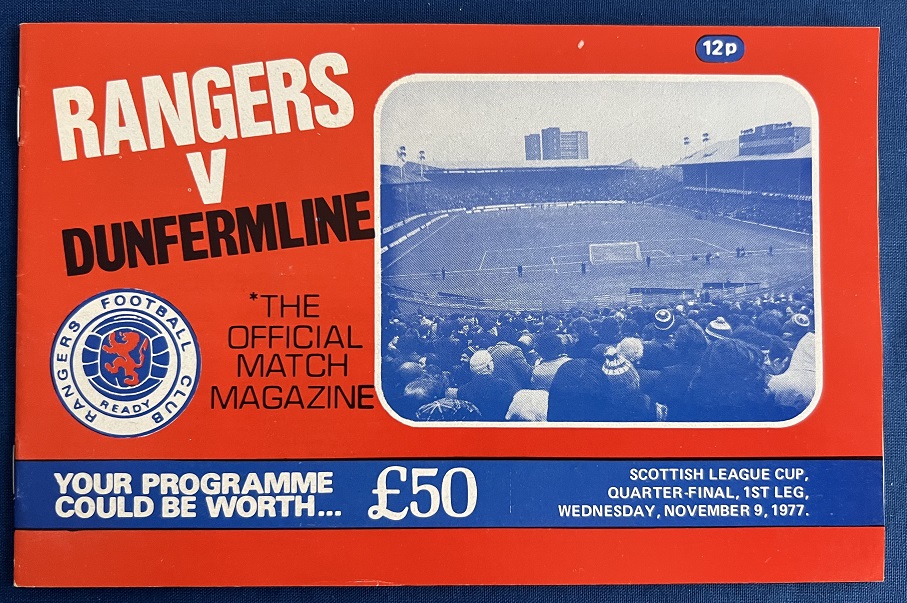 12p
RANGERS
V
DUNFERMLINE
*THE
OFFICIAL
MATCH
MAGAZINE
RANGERS FOOTBALL CLUB
READY
YOUR PROGRAMME
COULD BE WORTH...
£50
SCOTTISH LEAGUE CUP,
QUARTER-FINAL, 1ST LEG,
WEDNESDAY, NOVEMBER 9, 1977.